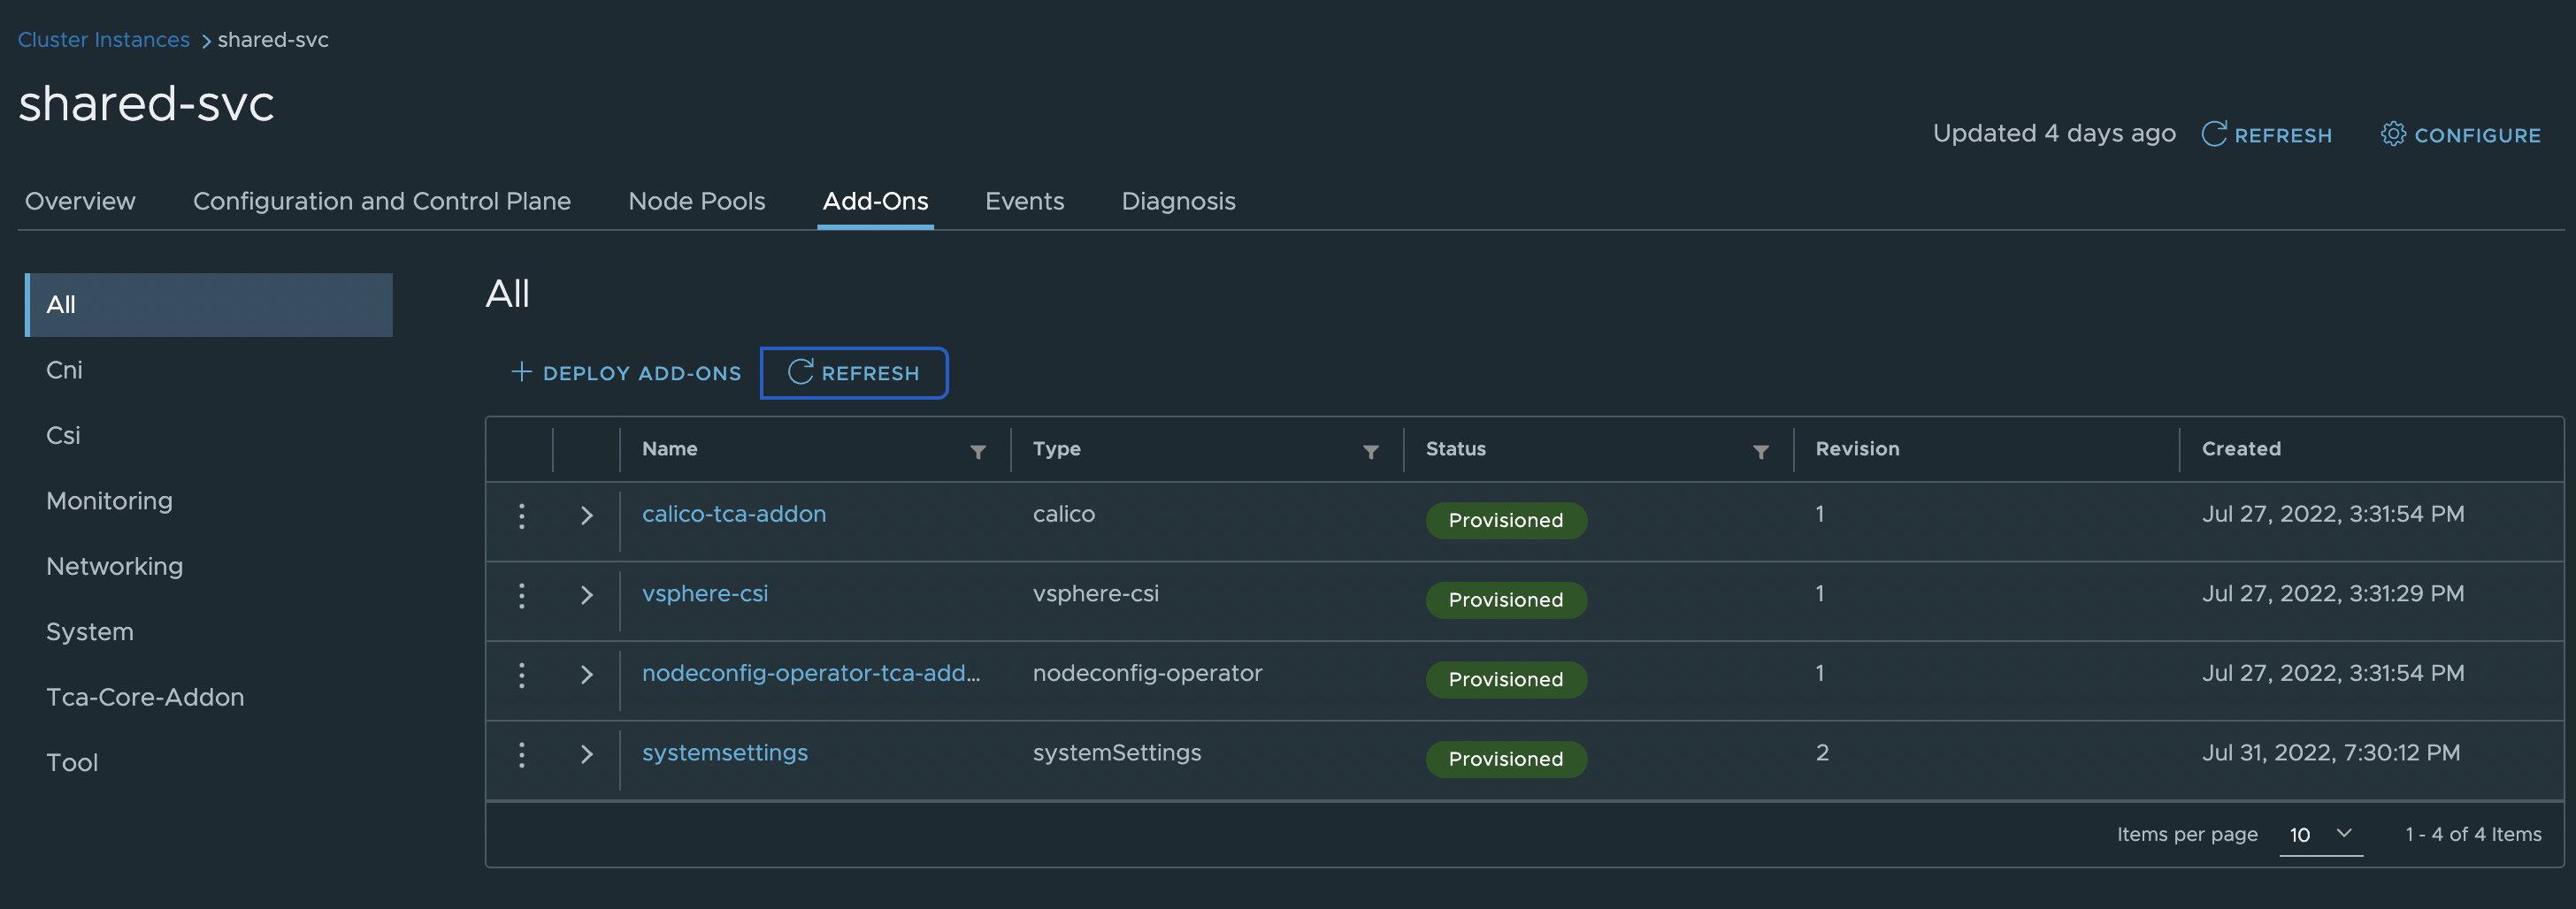 Cluster Instances > shared-svc
shared-svc
Updated 4 days ago REFRESH CONFIGURE
Overview Configuration and Control Plane Node Pools Add-Ons Events Diagnosis
All
Cni
Csi
Monitoring
Networking
System
Tca-Core-Addon
Tool
All
+ DEPLOY ADD-ONS REFRESH
Name Type Status Revision Created
calico-tca-addon calico Provisioned 1 Jul 27, 2022, 3:31:54 PM
vsphere-csi vsphere-csi Provisioned 1 Jul 27, 2022, 3:31:29 PM
nodeconfig-operator-tca-add... nodeconfig-operator Provisioned 1 Jul 27, 2022, 3:31:54 PM
systemsettings systemSettings Provisioned 2 Jul 31, 2022, 7:30:12 PM
Items per page 10 1 - 4 of 4 Items